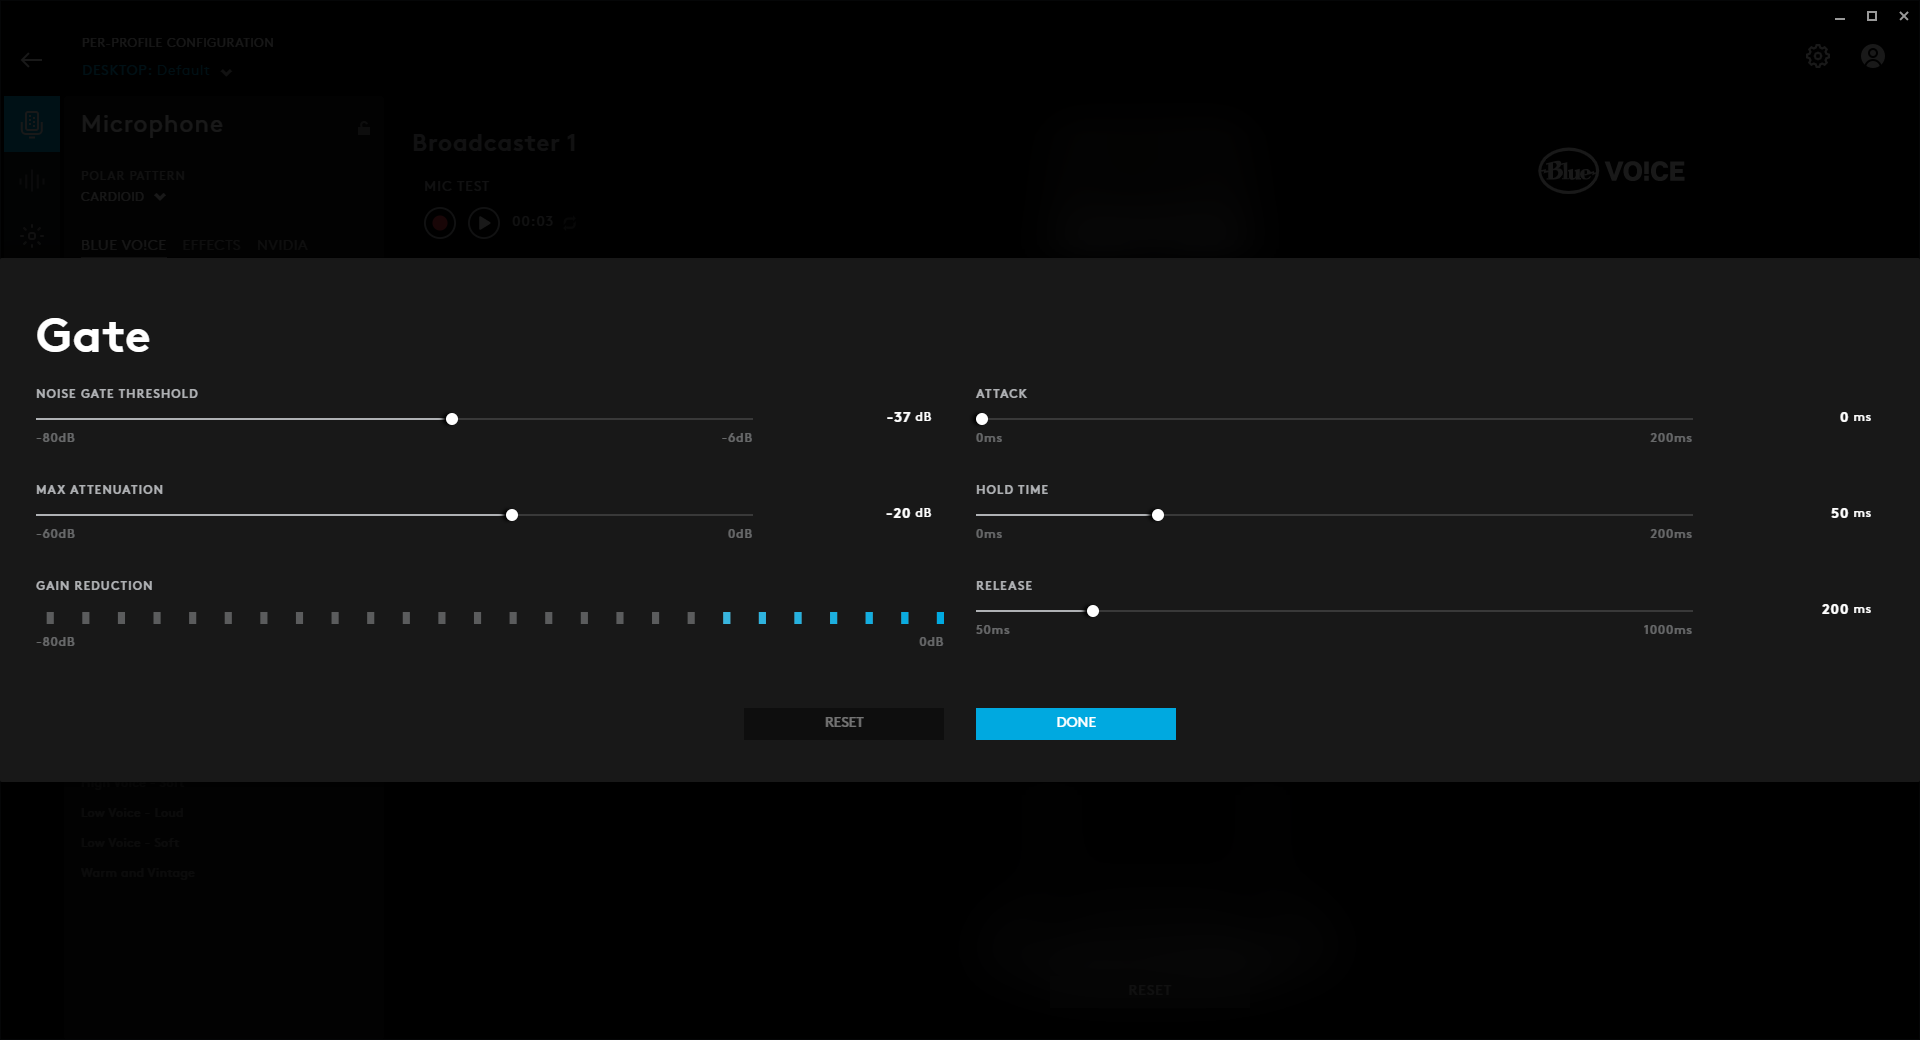 PER-PROFILE CONFIGURATION
DESKTOP: Default
Microphone
POLAR PATTERN
CARDIOID
BLUE VO!CE EFFECTS NVIDIA
Broadcaster 1
MIC TEST
00:03
Blue VO!CE
Gate
NOISE GATE THRESHOLD
-37 dB
-80dB -6dB
MAX ATTENUATION
-20 dB
-60dB 0dB
GAIN REDUCTION
-80dB 0dB
ATTACK
0 ms
0ms 200ms
HOLD TIME
50 ms
0ms 200ms
RELEASE
200 ms
50ms 1000ms
RESET DONE
Low Voice - Loud
Low Voice - Soft
Warm and Vintage
RESET